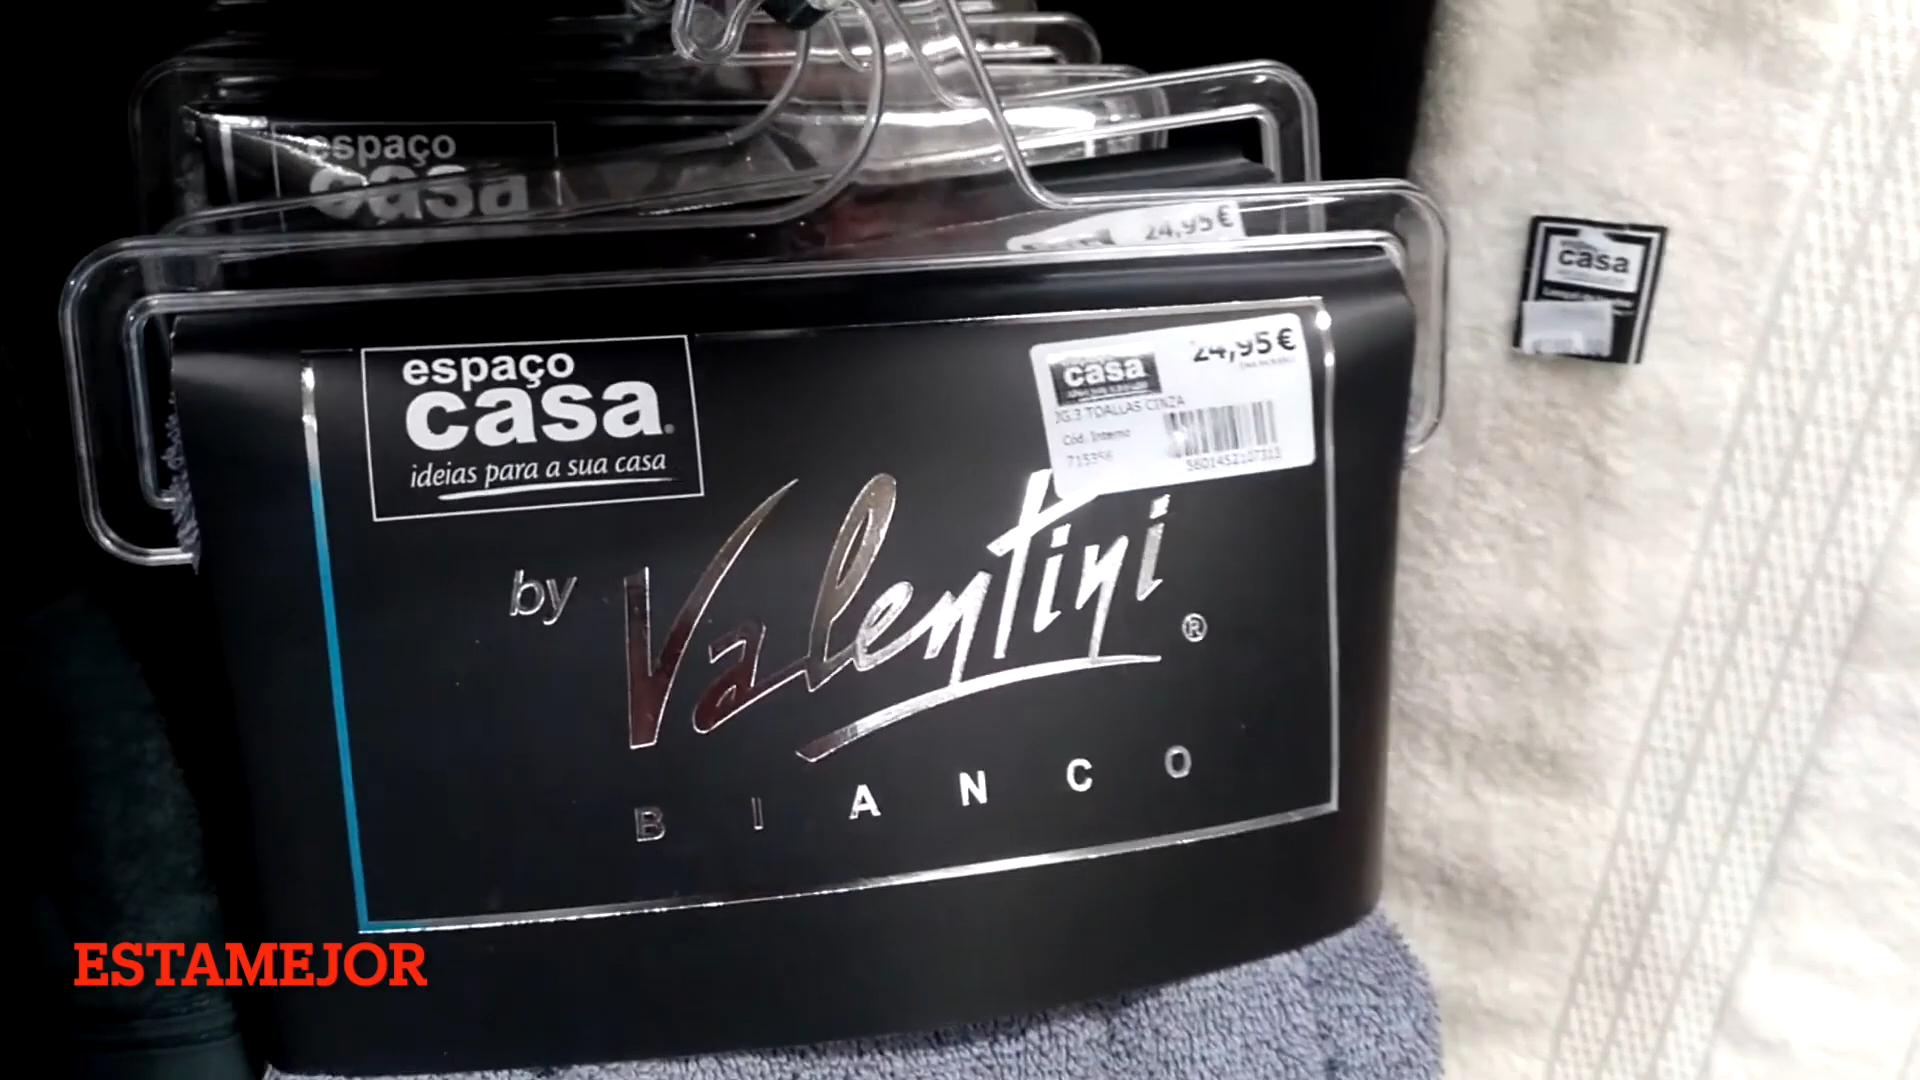 espaço
casa
24,95 €
espaço
casa®
ideias para a sua casa
casa
24,95 €
JG.3 TOALLAS CINZA
Cód. Interno
715356
5601452107313
by Valentini®
BIANCO
casa
ESTAMEJOR